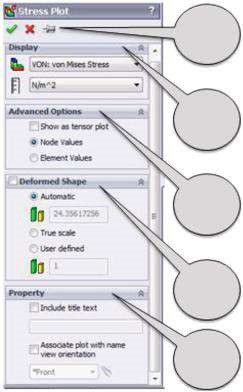 Stress Plot ?
Display
VON: von Mises Stress
N/m^2
Advanced Options
Show as tensor plot
Node Values
Element Values
Deformed Shape
Automatic
24.35617256
True scale
User defined
1
Property
Include title text
Associate plot with name
view orientation
*Front